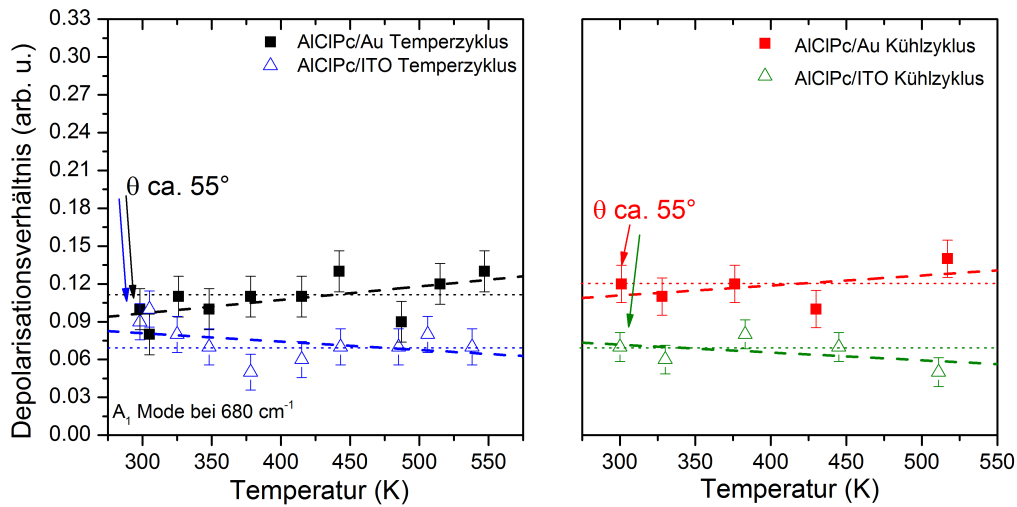 0.33
0.30
0.27
0.24
0.21
0.18
0.15
0.12
0.09
0.06
0.03
0.00
Depolarisationsverhältnis (arb. u.)
AlClPc/Au Temperzyklus
AlClPc/ITO Temperzyklus
θ ca. 55°
A₁ Mode bei 680 cm⁻¹
300 350 400 450 500 550
Temperatur (K)
AlClPc/Au Kühlzyklus
AlClPc/ITO Kühlzyklus
θ ca. 55°
300 350 400 450 500 550
Temperatur (K)